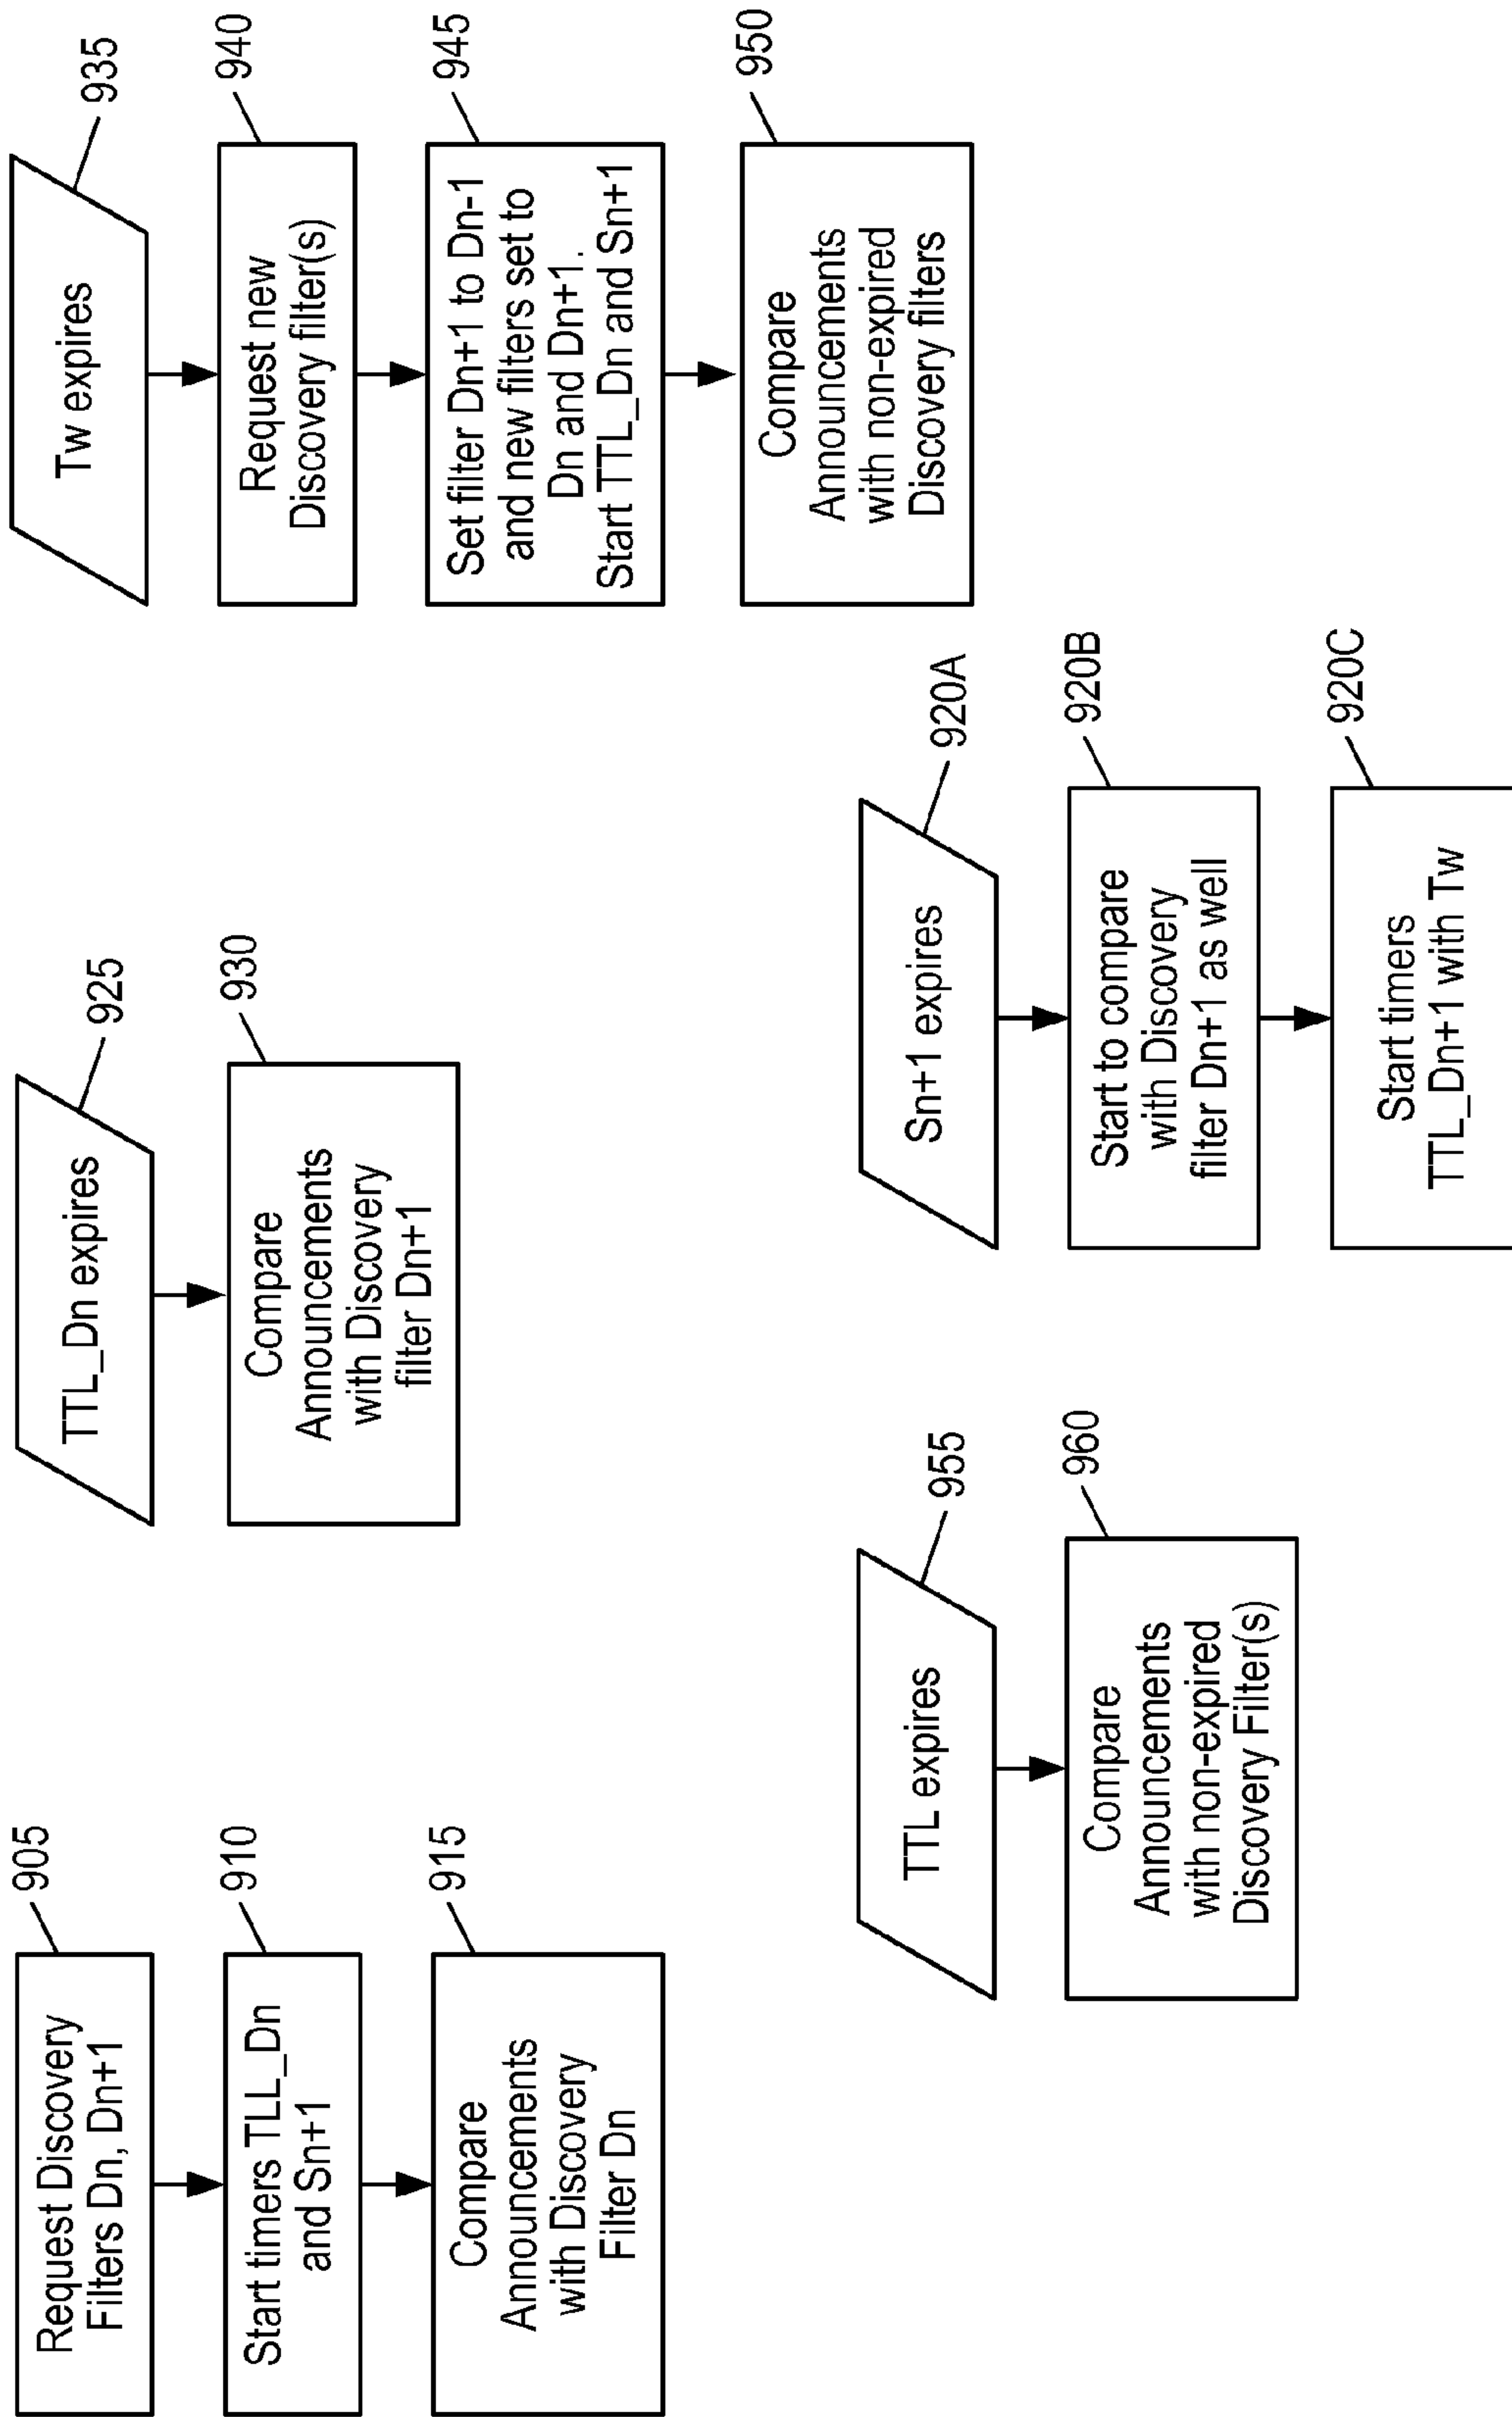 905
Request Discovery
Filters Dn, Dn+1
910
Start timers TLL_Dn
and Sn+1
915
Compare
Announcements
with Discovery
Filter Dn
925
TTL_Dn expires
930
Compare
Announcements
with Discovery
filter Dn+1
935
Tw expires
940
Request new
Discovery filter(s)
945
Set filter Dn+1 to Dn-1
and new filters set to
Dn and Dn+1.
Start TTL_Dn and Sn+1
950
Compare
Announcements
with non-expired
Discovery filters
955
TTL expires
960
Compare
Announcements
with non-expired
Discovery Filter(s)
920A
Sn+1 expires
920B
Start to compare
with Discovery
filter Dn+1 as well
920C
Start timers
TTL_Dn+1 with Tw